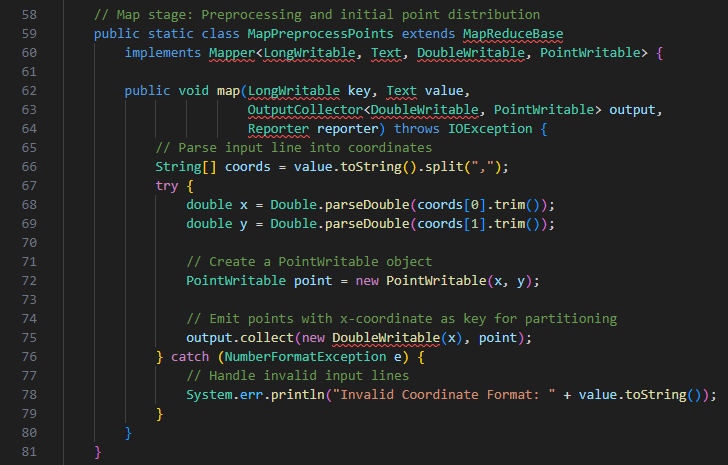 58 // Map stage: Preprocessing and initial point distribution
59 public static class MapPreprocessPoints extends MapReduceBase
60     implements Mapper<LongWritable, Text, DoubleWritable, PointWritable> {
61
62     public void map(LongWritable key, Text value,
63                     OutputCollector<DoubleWritable, PointWritable> output,
64                     Reporter reporter) throws IOException {
65         // Parse input line into coordinates
66         String[] coords = value.toString().split(",");
67         try {
68             double x = Double.parseDouble(coords[0].trim());
69             double y = Double.parseDouble(coords[1].trim());
70
71             // Create a PointWritable object
72             PointWritable point = new PointWritable(x, y);
73
74             // Emit points with x-coordinate as key for partitioning
75             output.collect(new DoubleWritable(x), point);
76         } catch (NumberFormatException e) {
77             // Handle invalid input lines
78             System.err.println("Invalid Coordinate Format: " + value.toString());
79         }
80     }
81 }